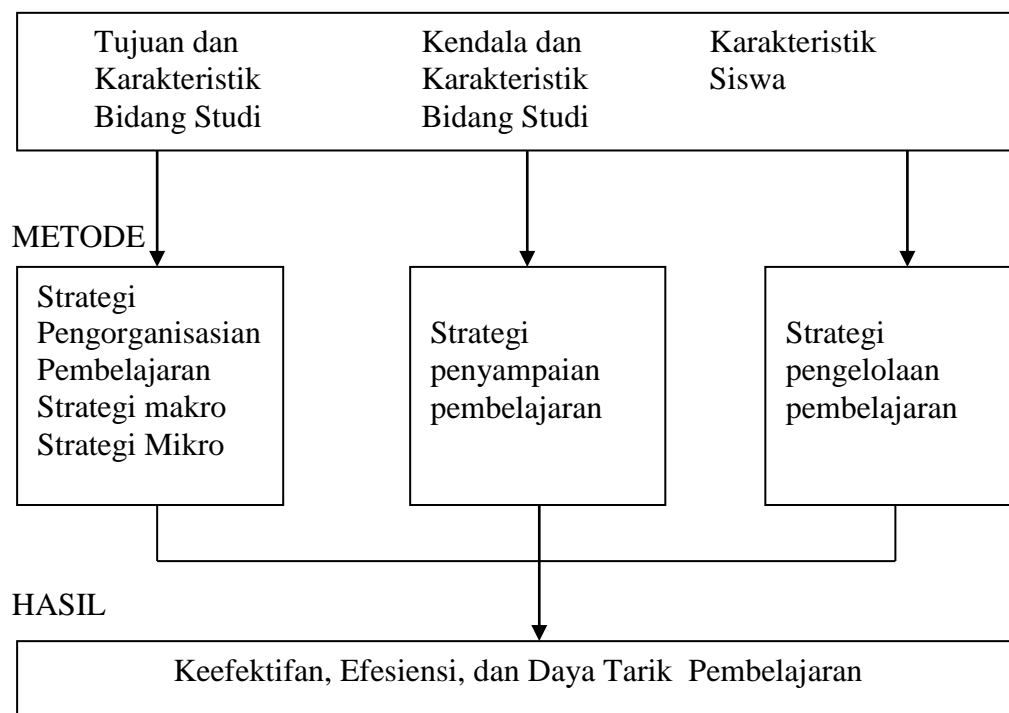 Tujuan dan
Karakteristik
Bidang Studi
Kendala dan
Karakteristik
Bidang Studi
Karakteristik
Siswa
METODE
Strategi
Pengorganisasian
Pembelajaran
Strategi makro
Strategi Mikro
Strategi
penyampaian
pembelajaran
Strategi
pengelolaan
pembelajaran
HASIL
Keefektifan, Efesiensi, dan Daya Tarik Pembelajaran